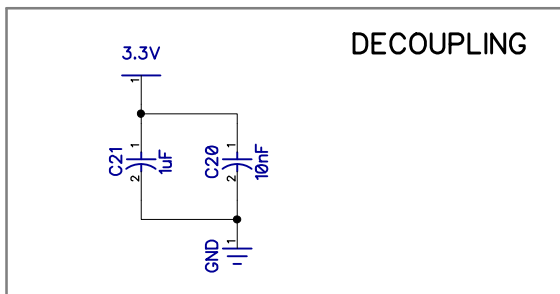 DECOUPLING
3.3V
1
1
C21
1uF
2
1
C20
10nF
2
1
GND